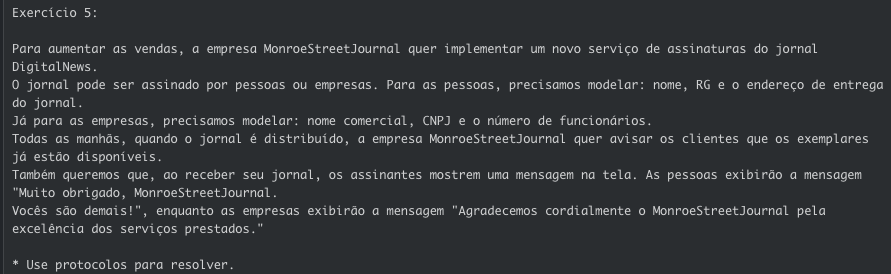 Exercício 5:
Para aumentar as vendas, a empresa MonroeStreetJournal quer implementar um novo serviço de assinaturas do jornal
DigitalNews.
O jornal pode ser assinado por pessoas ou empresas. Para as pessoas, precisamos modelar: nome, RG e o endereço de entrega
do jornal.
Já para as empresas, precisamos modelar: nome comercial, CNPJ e o número de funcionários.
Todas as manhãs, quando o jornal é distribuído, a empresa MonroeStreetJournal quer avisar os clientes que os exemplares
já estão disponíveis.
Também queremos que, ao receber seu jornal, os assinantes mostrem uma mensagem na tela. As pessoas exibirão a mensagem
"Muito obrigado, MonroeStreetJournal.
Vocês são demais!", enquanto as empresas exibirão a mensagem "Agradecemos cordialmente o MonroeStreetJournal pela
excelência dos serviços prestados."
* Use protocolos para resolver.